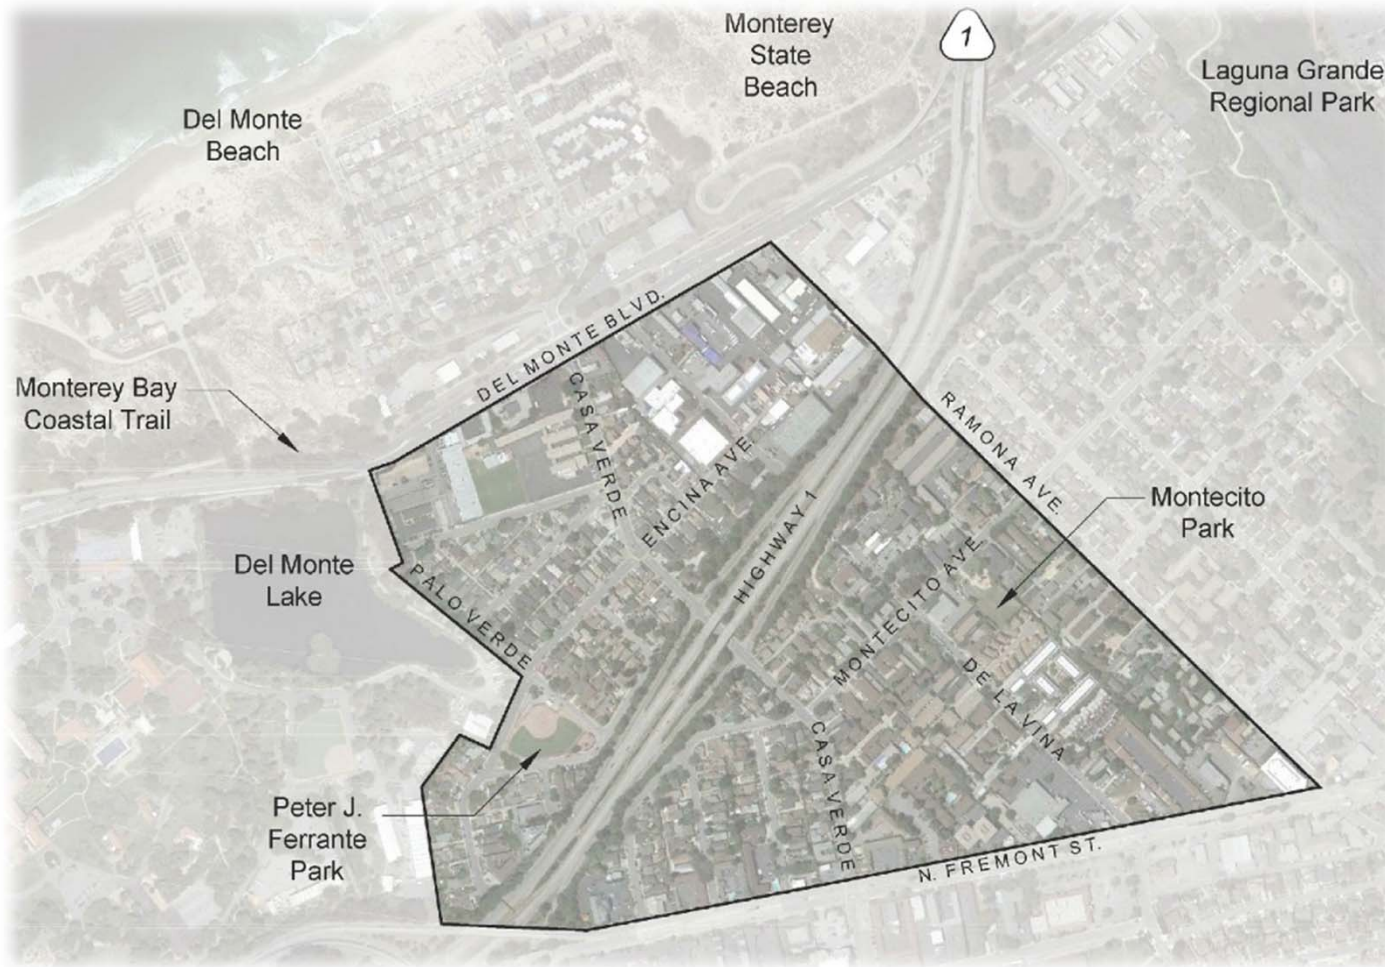 Monterey
State
Beach
1
Laguna Grande
Regional Park
Del Monte
Beach
DEL MONTE BLVD.
Monterey Bay
Coastal Trail
CASA VERDE
RAMONA AVE.
ENCINA AVE
HIGHWAY 1
Montecito
Park
Del Monte
Lake
PALO VERDE
MONTECITO AVE.
DE LA VINA
CASA VERDE
Peter J.
Ferrante
Park
N. FREMONT ST.